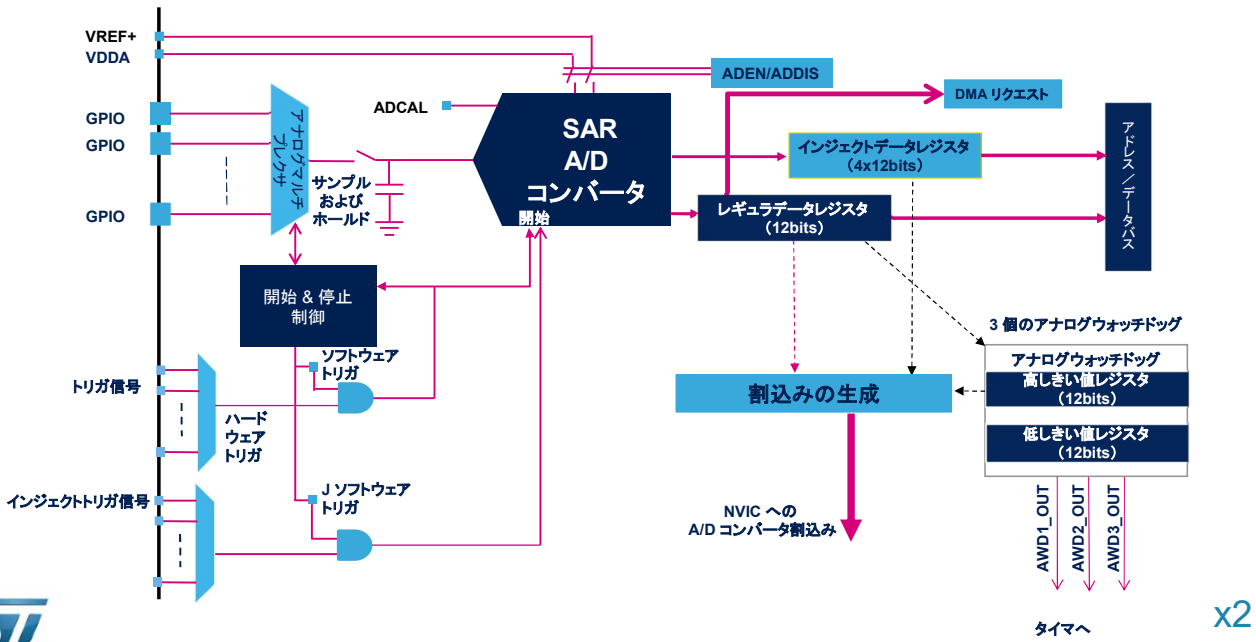 VREF+
VDDA
GPIO
GPIO
GPIO
アナログマルチ
プレクサ
サンプル
および
ホールド
ADCAL
SAR
A/D
コンバータ
開始
ADEN/ADDIS
DMA リクエスト
インジェクトデータレジスタ
(4x12bits)
レギュラデータレジスタ
(12bits)
アドレス／データバス
開始 & 停止
制御
ソフトウェア
トリガ
トリガ信号
ハード
ウェア
トリガ
J ソフトウェア
トリガ
インジェクトトリガ信号
割込みの生成
NVIC への
A/D コンバータ割込み
3 個のアナログウォッチドッグ
アナログウォッチドッグ
高しきい値レジスタ
(12bits)
低しきい値レジスタ
(12bits)
AWD1_OUT
AWD2_OUT
AWD3_OUT
タイマへ
x2